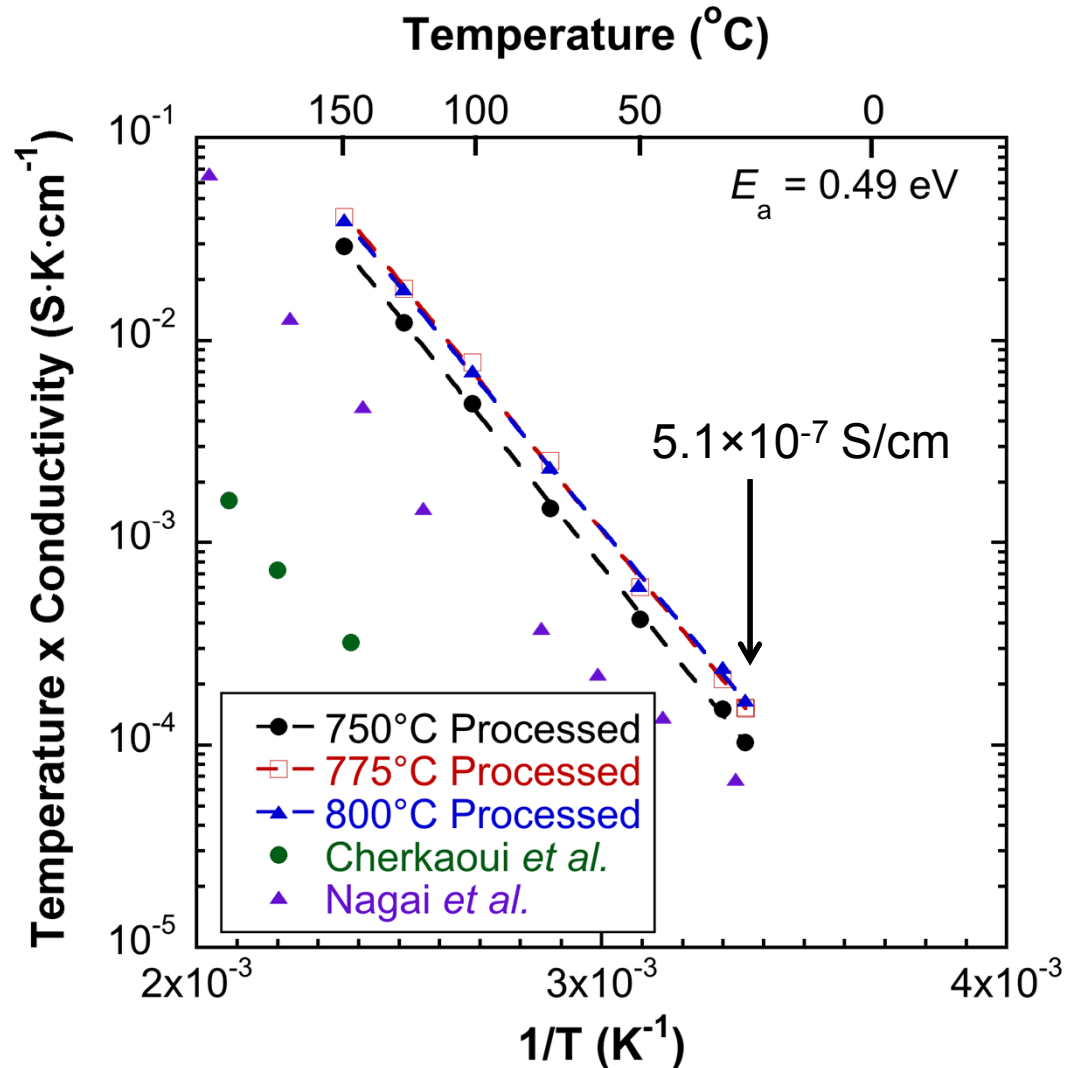 Temperature (°C)
150 100 50 0
10⁻¹
10⁻²
10⁻³
10⁻⁴
10⁻⁵
Temperature x Conductivity (S·K·cm⁻¹)
Eₐ = 0.49 eV
5.1×10⁻⁷ S/cm
750°C Processed
775°C Processed
800°C Processed
Cherkaoui et al.
Nagai et al.
2x10⁻³ 3x10⁻³ 4x10⁻³
1/T (K⁻¹)